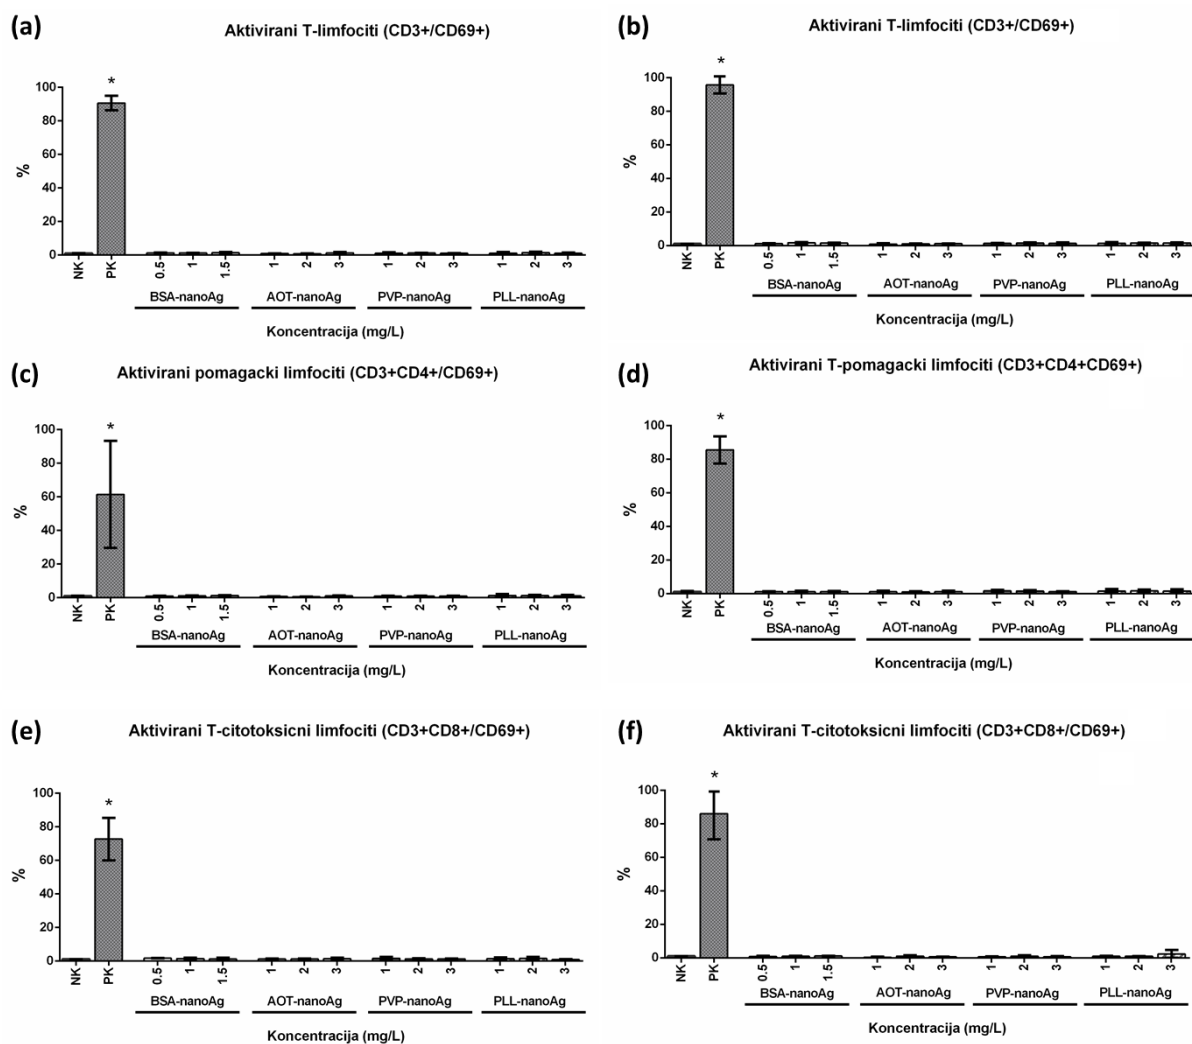 (a)
Aktivirani T-limfociti (CD3+/CD69+)
100
80
60
40
20
0
%
*
NK
PK
0.5
1
1.5
1
2
3
1
2
3
1
2
3
BSA-nanoAg
AOT-nanoAg
PVP-nanoAg
PLL-nanoAg
Koncentracija (mg/L)
(b)
Aktivirani T-limfociti (CD3+/CD69+)
100
80
60
40
20
0
%
*
NK
PK
0.5
1
1.5
1
2
3
1
2
3
1
2
3
BSA-nanoAg
AOT-nanoAg
PVP-nanoAg
PLL-nanoAg
Koncentracija (mg/L)
(c)
Aktivirani pomagacki limfociti (CD3+CD4+/CD69+)
100
80
60
40
20
0
%
*
NK
PK
0.5
1
1.5
1
2
3
1
2
3
1
2
3
BSA-nanoAg
AOT-nanoAg
PVP-nanoAg
PLL-nanoAg
Koncentracija (mg/L)
(d)
Aktivirani T-pomagacki limfociti (CD3+CD4+CD69+)
100
80
60
40
20
0
%
*
NK
PK
0.5
1
1.5
1
2
3
1
2
3
1
2
3
BSA-nanoAg
AOT-nanoAg
PVP-nanoAg
PLL-nanoAg
Koncentracija (mg/L)
(e)
Aktivirani T-citotoksicni limfociti (CD3+CD8+/CD69+)
100
80
60
40
20
0
%
*
NK
PK
0.5
1
1.5
1
2
3
1
2
3
1
2
3
BSA-nanoAg
AOT-nanoAg
PVP-nanoAg
PLL-nanoAg
Koncentracija (mg/L)
(f)
Aktivirani T-citotoksicni limfociti (CD3+CD8+/CD69+)
100
80
60
40
20
0
%
*
NK
PK
0.5
1
1.5
1
2
3
1
2
3
1
2
3
BSA-nanoAg
AOT-nanoAg
PVP-nanoAg
PLL-nanoAg
Koncentracija (mg/L)